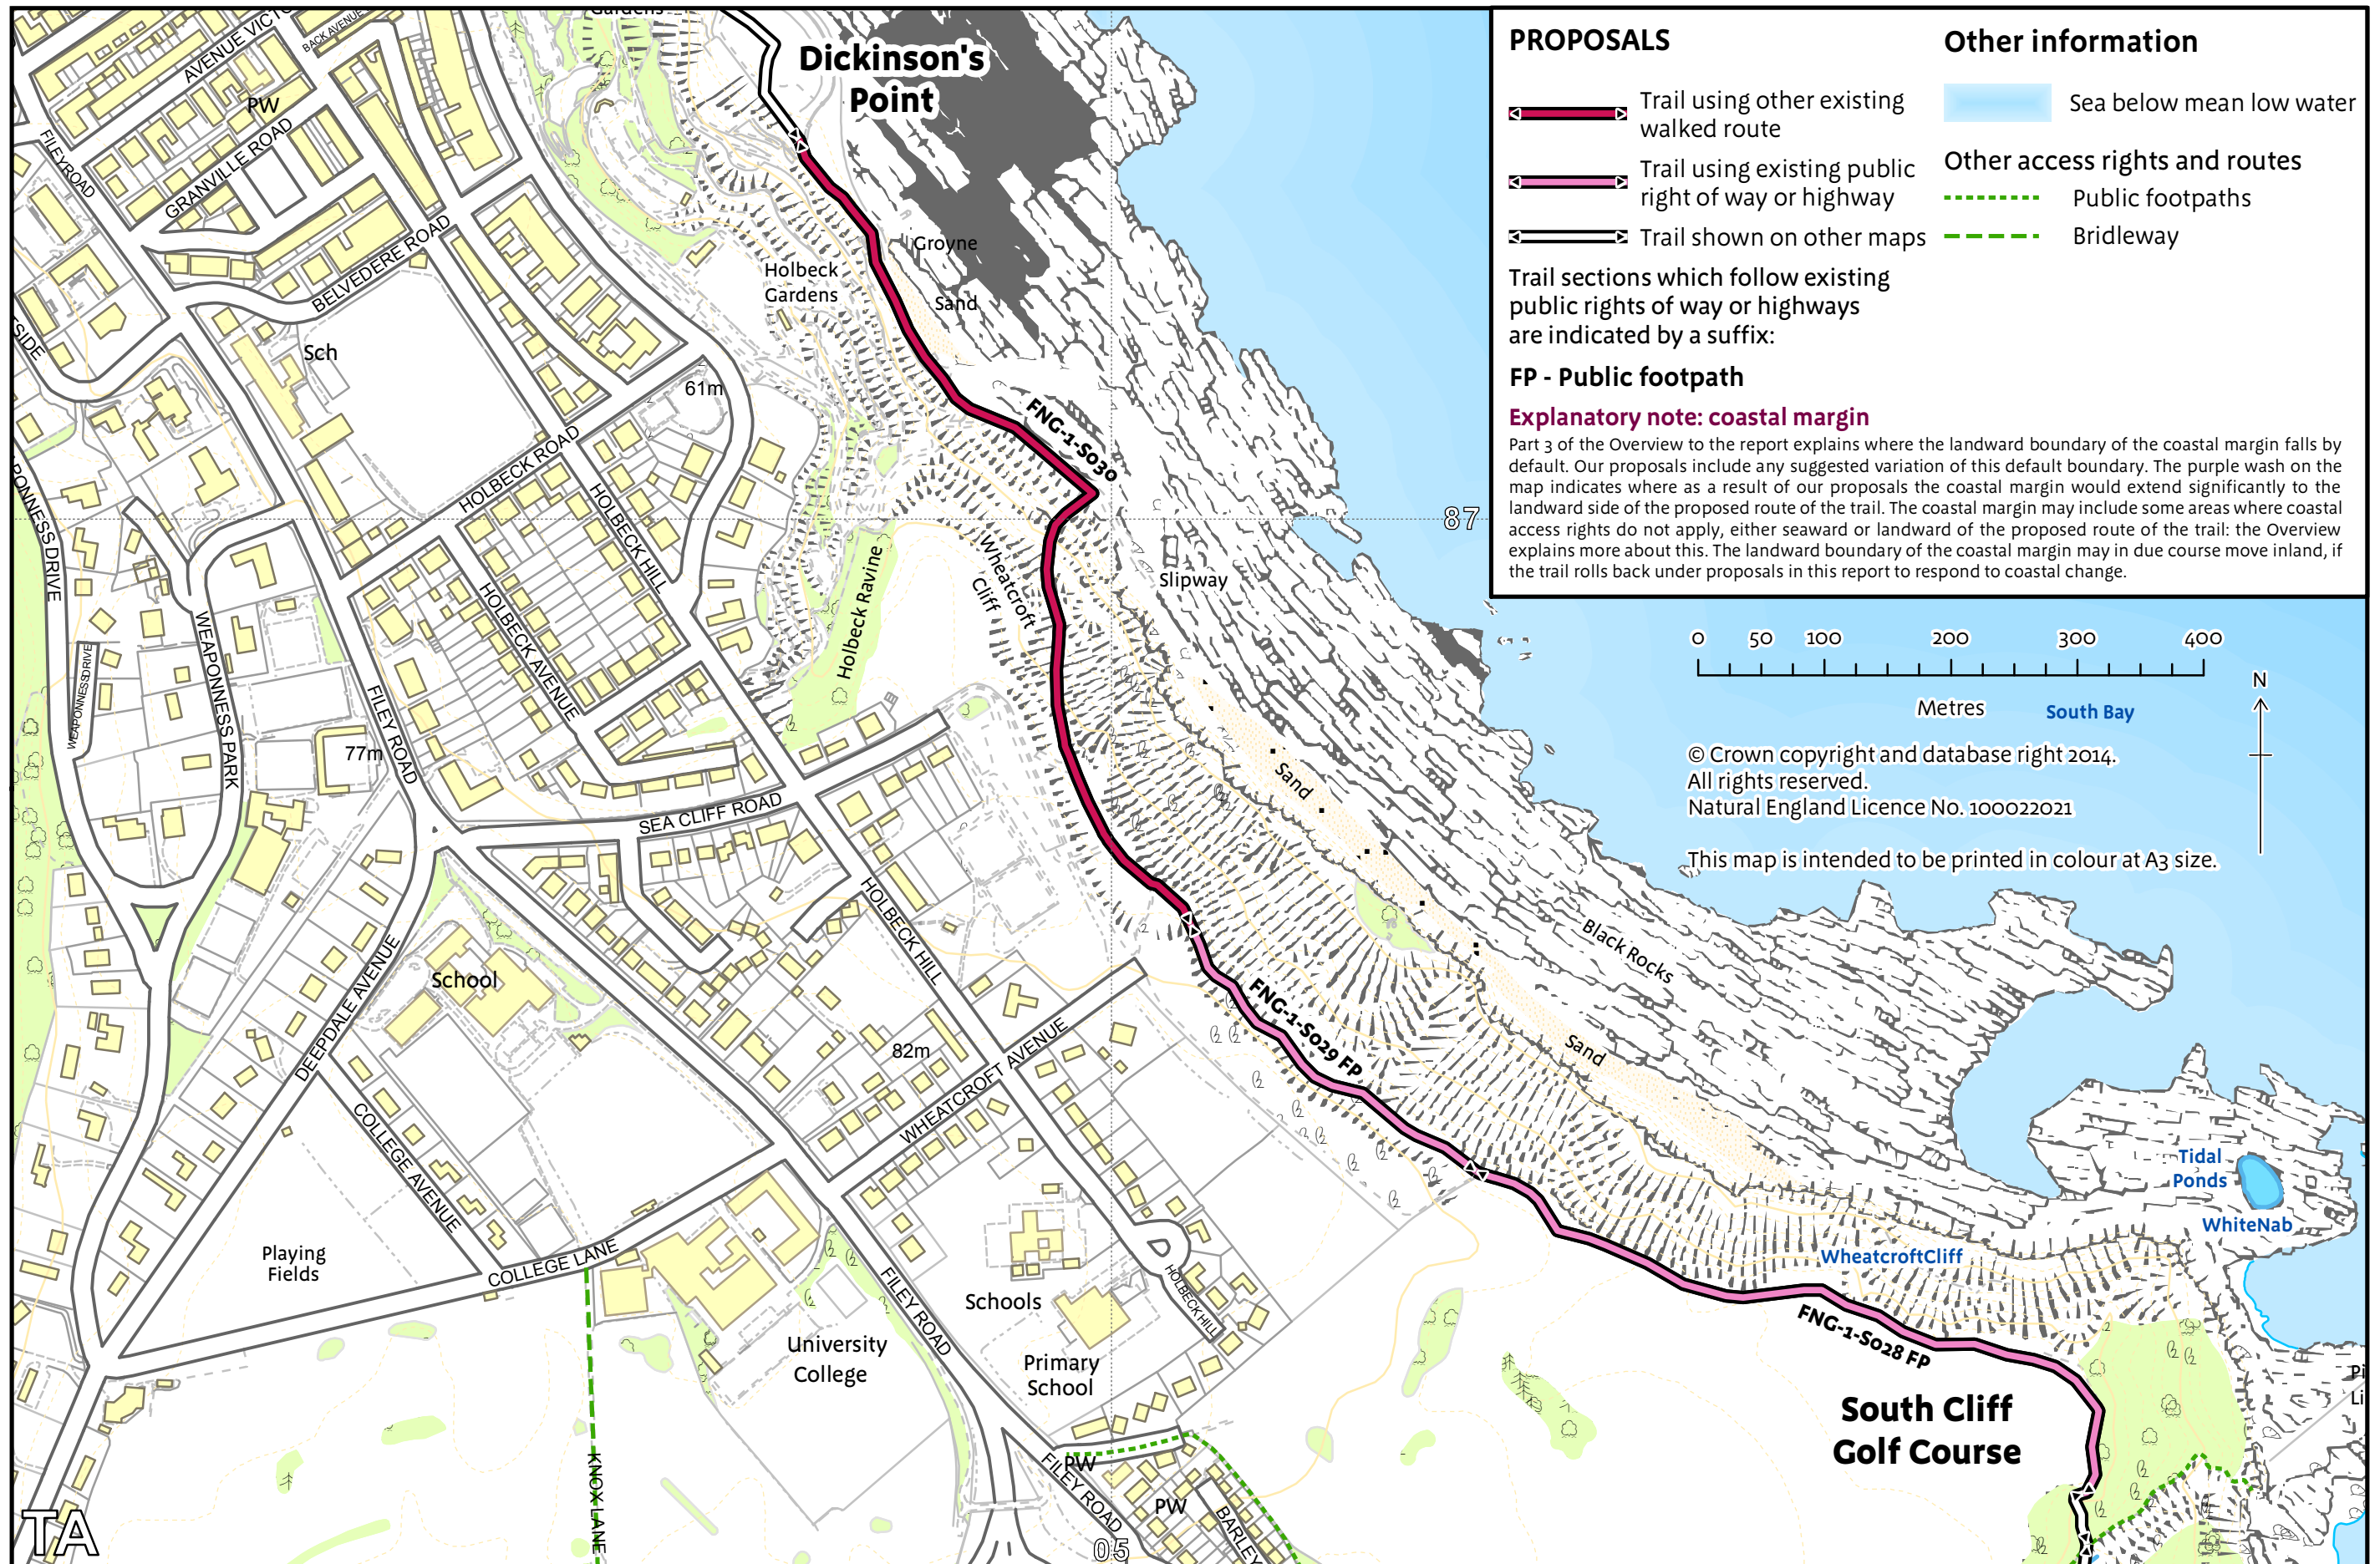 PROPOSALS
Trail using other existing
walked route
Trail using existing public
right of way or highway
Trail shown on other maps
Trail sections which follow existing
public rights of way or highways
are indicated by a suffix:
FP - Public footpath
Other information
Sea below mean low water
Other access rights and routes
Public footpaths
Bridleway
Explanatory note: coastal margin
Part 3 of the Overview to the report explains where the landward boundary of the coastal margin falls by
default. Our proposals include any suggested variation of this default boundary. The purple wash on the
map indicates where as a result of our proposals the coastal margin would extend significantly to the
landward side of the proposed route of the trail. The coastal margin may include some areas where coastal
access rights do not apply, either seaward or landward of the proposed route of the trail: the Overview
explains more about this. The landward boundary of the coastal margin may in due course move inland, if
the trail rolls back under proposals in this report to respond to coastal change.
0 50 100 200 300 400
Metres
South Bay
N
© Crown copyright and database right 2014.
All rights reserved.
Natural England Licence No. 100022021
This map is intended to be printed in colour at A3 size.
Gardens
Dickinson's
Point
AVENUE VICTO
BACK AVENUE
PW
FILEY ROAD
GRANVILLE ROAD
BELVEDERE ROAD
Groyne
Holbeck
Gardens
Sand
SIDE
Sch
61m
FNG-1-S030
HOLBECK ROAD
HOLBECK HILL
87
PONNESS DRIVE
Wheatcroft
Cliff
Slipway
Holbeck Ravine
HOLBECK AVENUE
WEAPONNESS PARK
WEAPONNESS DRIVE
FILEY ROAD
77m
Sand
SEA CLIFF ROAD
HOLBECK HILL
Black Rocks
School
DEEPDALE AVENUE
FNG-1-S029 FP
82m
WHEATCROFT AVENUE
Sand
COLLEGE AVENUE
Tidal
Ponds
WhiteNab
WheatcroftCliff
Playing
Fields
COLLEGE LANE
HOLBECK HILL
FILEY ROAD
Schools
University
College
Primary
School
FNG-1-S028 FP
Pi
Li
South Cliff
Golf Course
KNOX LANE
PW
FILEY ROAD
PW
BARLEY
TA
05